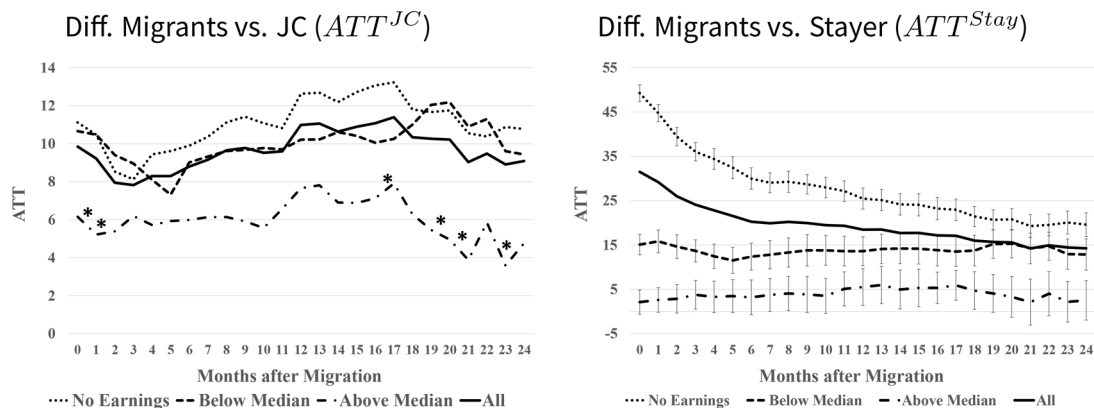 Diff. Migrants vs. JC (ATT^JC)
14
12
10
8
6
4
2
0
ATT
* * * * * *
0 1 2 3 4 5 6 7 8 9 10 11 12 13 14 15 16 17 18 19 20 21 22 23 24
Months after Migration
No Earnings Below Median Above Median All
Diff. Migrants vs. Stayer (ATT^Stay)
55
45
35
25
15
5
-5
ATT
0 1 2 3 4 5 6 7 8 9 10 11 12 13 14 15 16 17 18 19 20 21 22 23 24
Months after Migration
No Earnings Below Median Above Median All